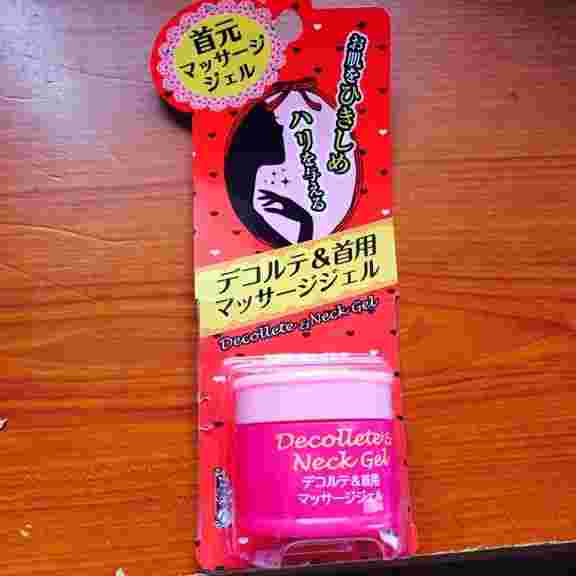 首元
マッサージ
ジェル
お肌をひきしめ
ハリを与える
デコルテ&首用
マッサージジェル
Decollete & Neck Gel
Decollete &
Neck Gel
デコルテ&首用
マッサージジェル